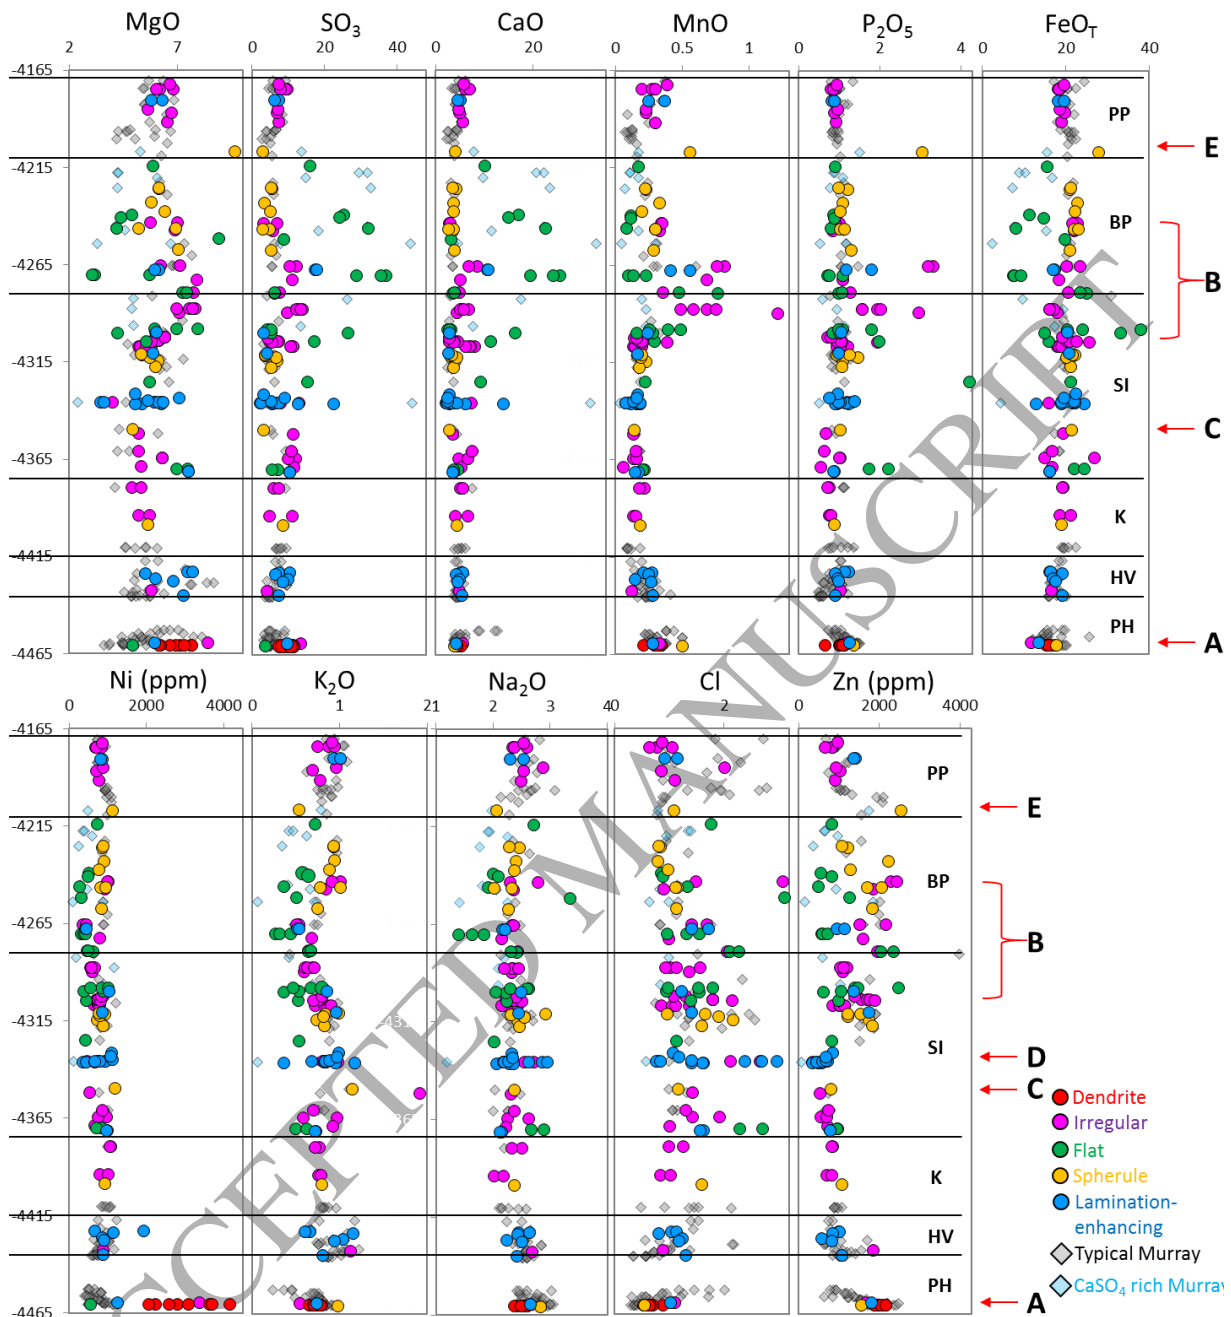 MgO SO₃ CaO MnO P₂O₅ FeO_T
2 7 0 20 40 0 20 0 0.5 1 0 2 4 0 20 40
-4165
PP
E
-4215
BP
-4265
B
-4315
SI
C
-4365
K
-4415
HV
PH
A
-4465
Ni (ppm) K₂O Na₂O Cl Zn (ppm)
0 2000 4000 0 1 21 2 3 40 2 0 2000 4000
-4165
PP
E
-4215
BP
-4265
B
-4315
SI
D
C
-4365
K
-4415
HV
PH
A
-4465
Dendrite
Irregular
Flat
Spherule
Lamination-
enhancing
Typical Murray
CaSO₄ rich Murray
ACCEPTED MANUSCRIPT